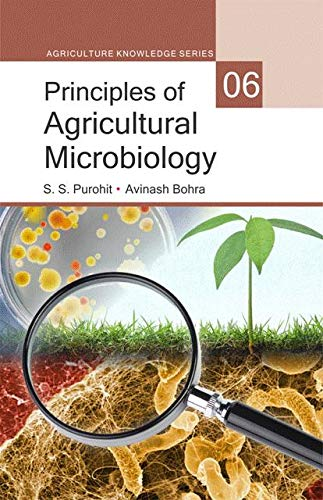 AGRICULTURE KNOWLEDGE SERIES
06
Principles of
Agricultural
Microbiology
S. S. Purohit • Avinash Bohra